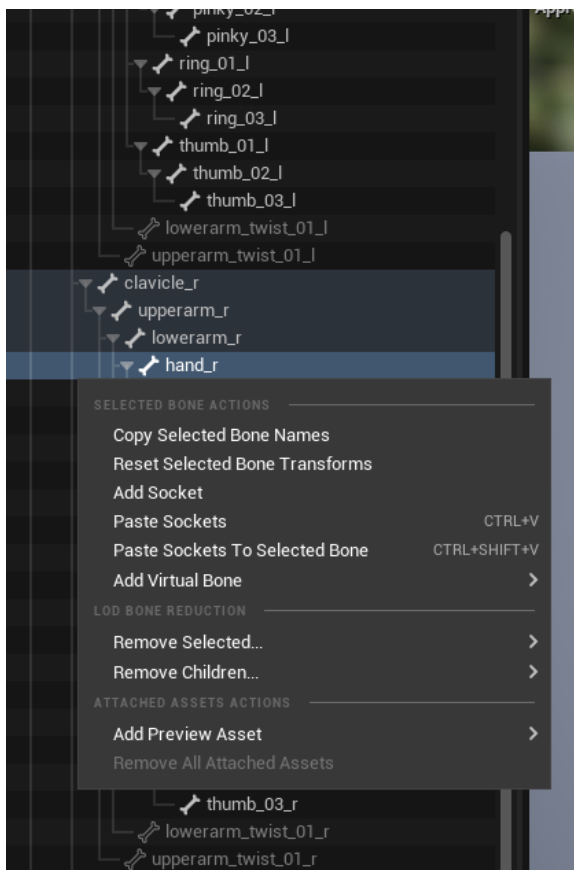 pinky_02_l
Appro
pinky_03_l
ring_01_l
ring_02_l
ring_03_l
thumb_01_l
thumb_02_l
thumb_03_l
lowerarm_twist_01_l
upperarm_twist_01_l
clavicle_r
upperarm_r
lowerarm_r
hand_r
SELECTED BONE ACTIONS
Copy Selected Bone Names
Reset Selected Bone Transforms
Add Socket
Paste Sockets CTRL+V
Paste Sockets To Selected Bone CTRL+SHIFT+V
Add Virtual Bone
LOD BONE REDUCTION
Remove Selected...
Remove Children...
ATTACHED ASSETS ACTIONS
Add Preview Asset
Remove All Attached Assets
thumb_03_r
lowerarm_twist_01_r
upperarm_twist_01_r